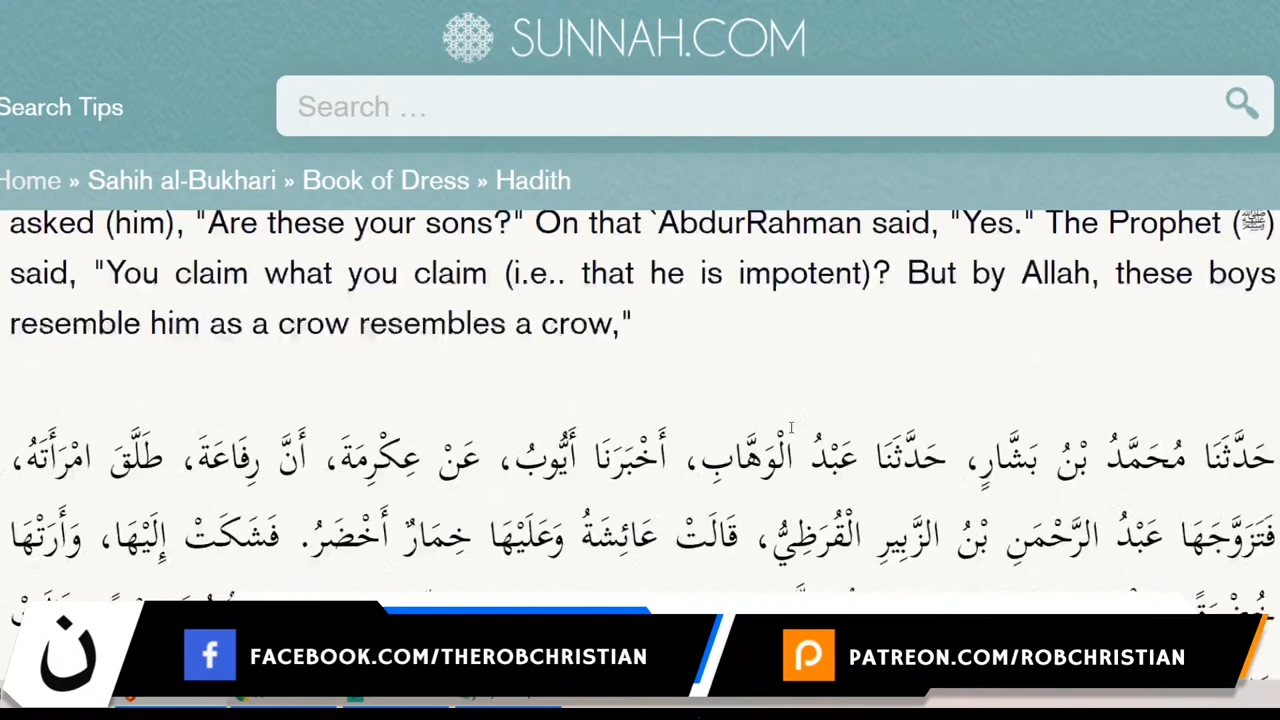 SUNNAH.COM
Search Tips
Search …
Home » Sahih al-Bukhari » Book of Dress » Hadith
asked (him), "Are these your sons?" On that `AbdurRahman said, "Yes." The Prophet (ﷺ)
said, "You claim what you claim (i.e.. that he is impotent)? But by Allah, these boys
resemble him as a crow resembles a crow,"
حَدَّثَنَا مُحَمَّدُ بْنُ بَشَّارٍ، حَدَّثَنَا عَبْدُ الْوَهَّابِ، أَخْبَرَنَا أَيُّوبُ، عَنْ عِكْرِمَةَ، أَنَّ رِفَاعَةَ، طَلَّقَ امْرَأَتَهُ،
فَتَزَوَّجَهَا عَبْدُ الرَّحْمَنِ بْنُ الزَّبِيرِ الْقُرَظِيُّ، قَالَتْ عَائِشَةُ وَعَلَيْهَا خِمَارٌ أَخْضَرُ. فَشَكَتْ إِلَيْهَا، وَأَرَتْهَا
ن
FACEBOOK.COM/THEROBCHRISTIAN
PATREON.COM/ROBCHRISTIAN